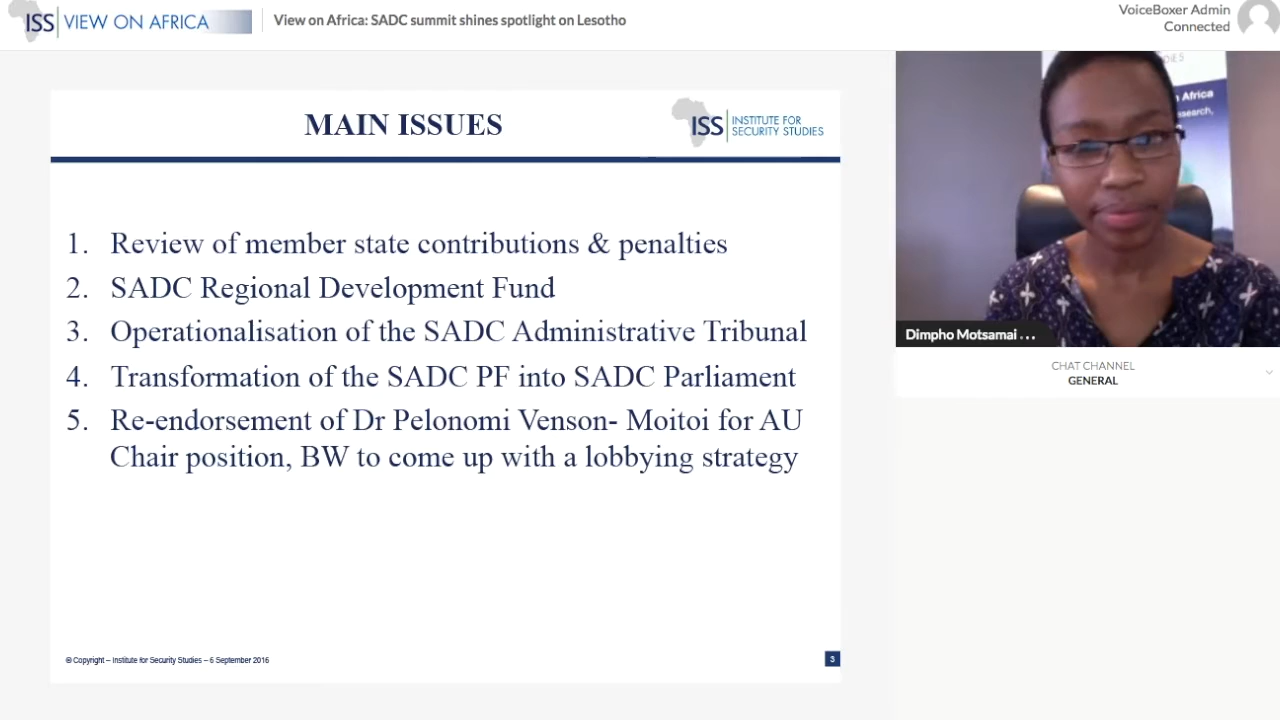 ISS VIEW ON AFRICA
View on Africa: SADC summit shines spotlight on Lesotho
VoiceBoxer Admin
Connected
MAIN ISSUES
ISS INSTITUTE FOR
SECURITY STUDIES
1. Review of member state contributions & penalties
2. SADC Regional Development Fund
3. Operationalisation of the SADC Administrative Tribunal
4. Transformation of the SADC PF into SADC Parliament
5. Re-endorsement of Dr Pelonomi Venson- Moitoi for AU
Chair position, BW to come up with a lobbying strategy
© Copyright – Institute for Security Studies – 6 September 2016
3
Africa
Dimpho Motsamai ...
CHAT CHANNEL
GENERAL